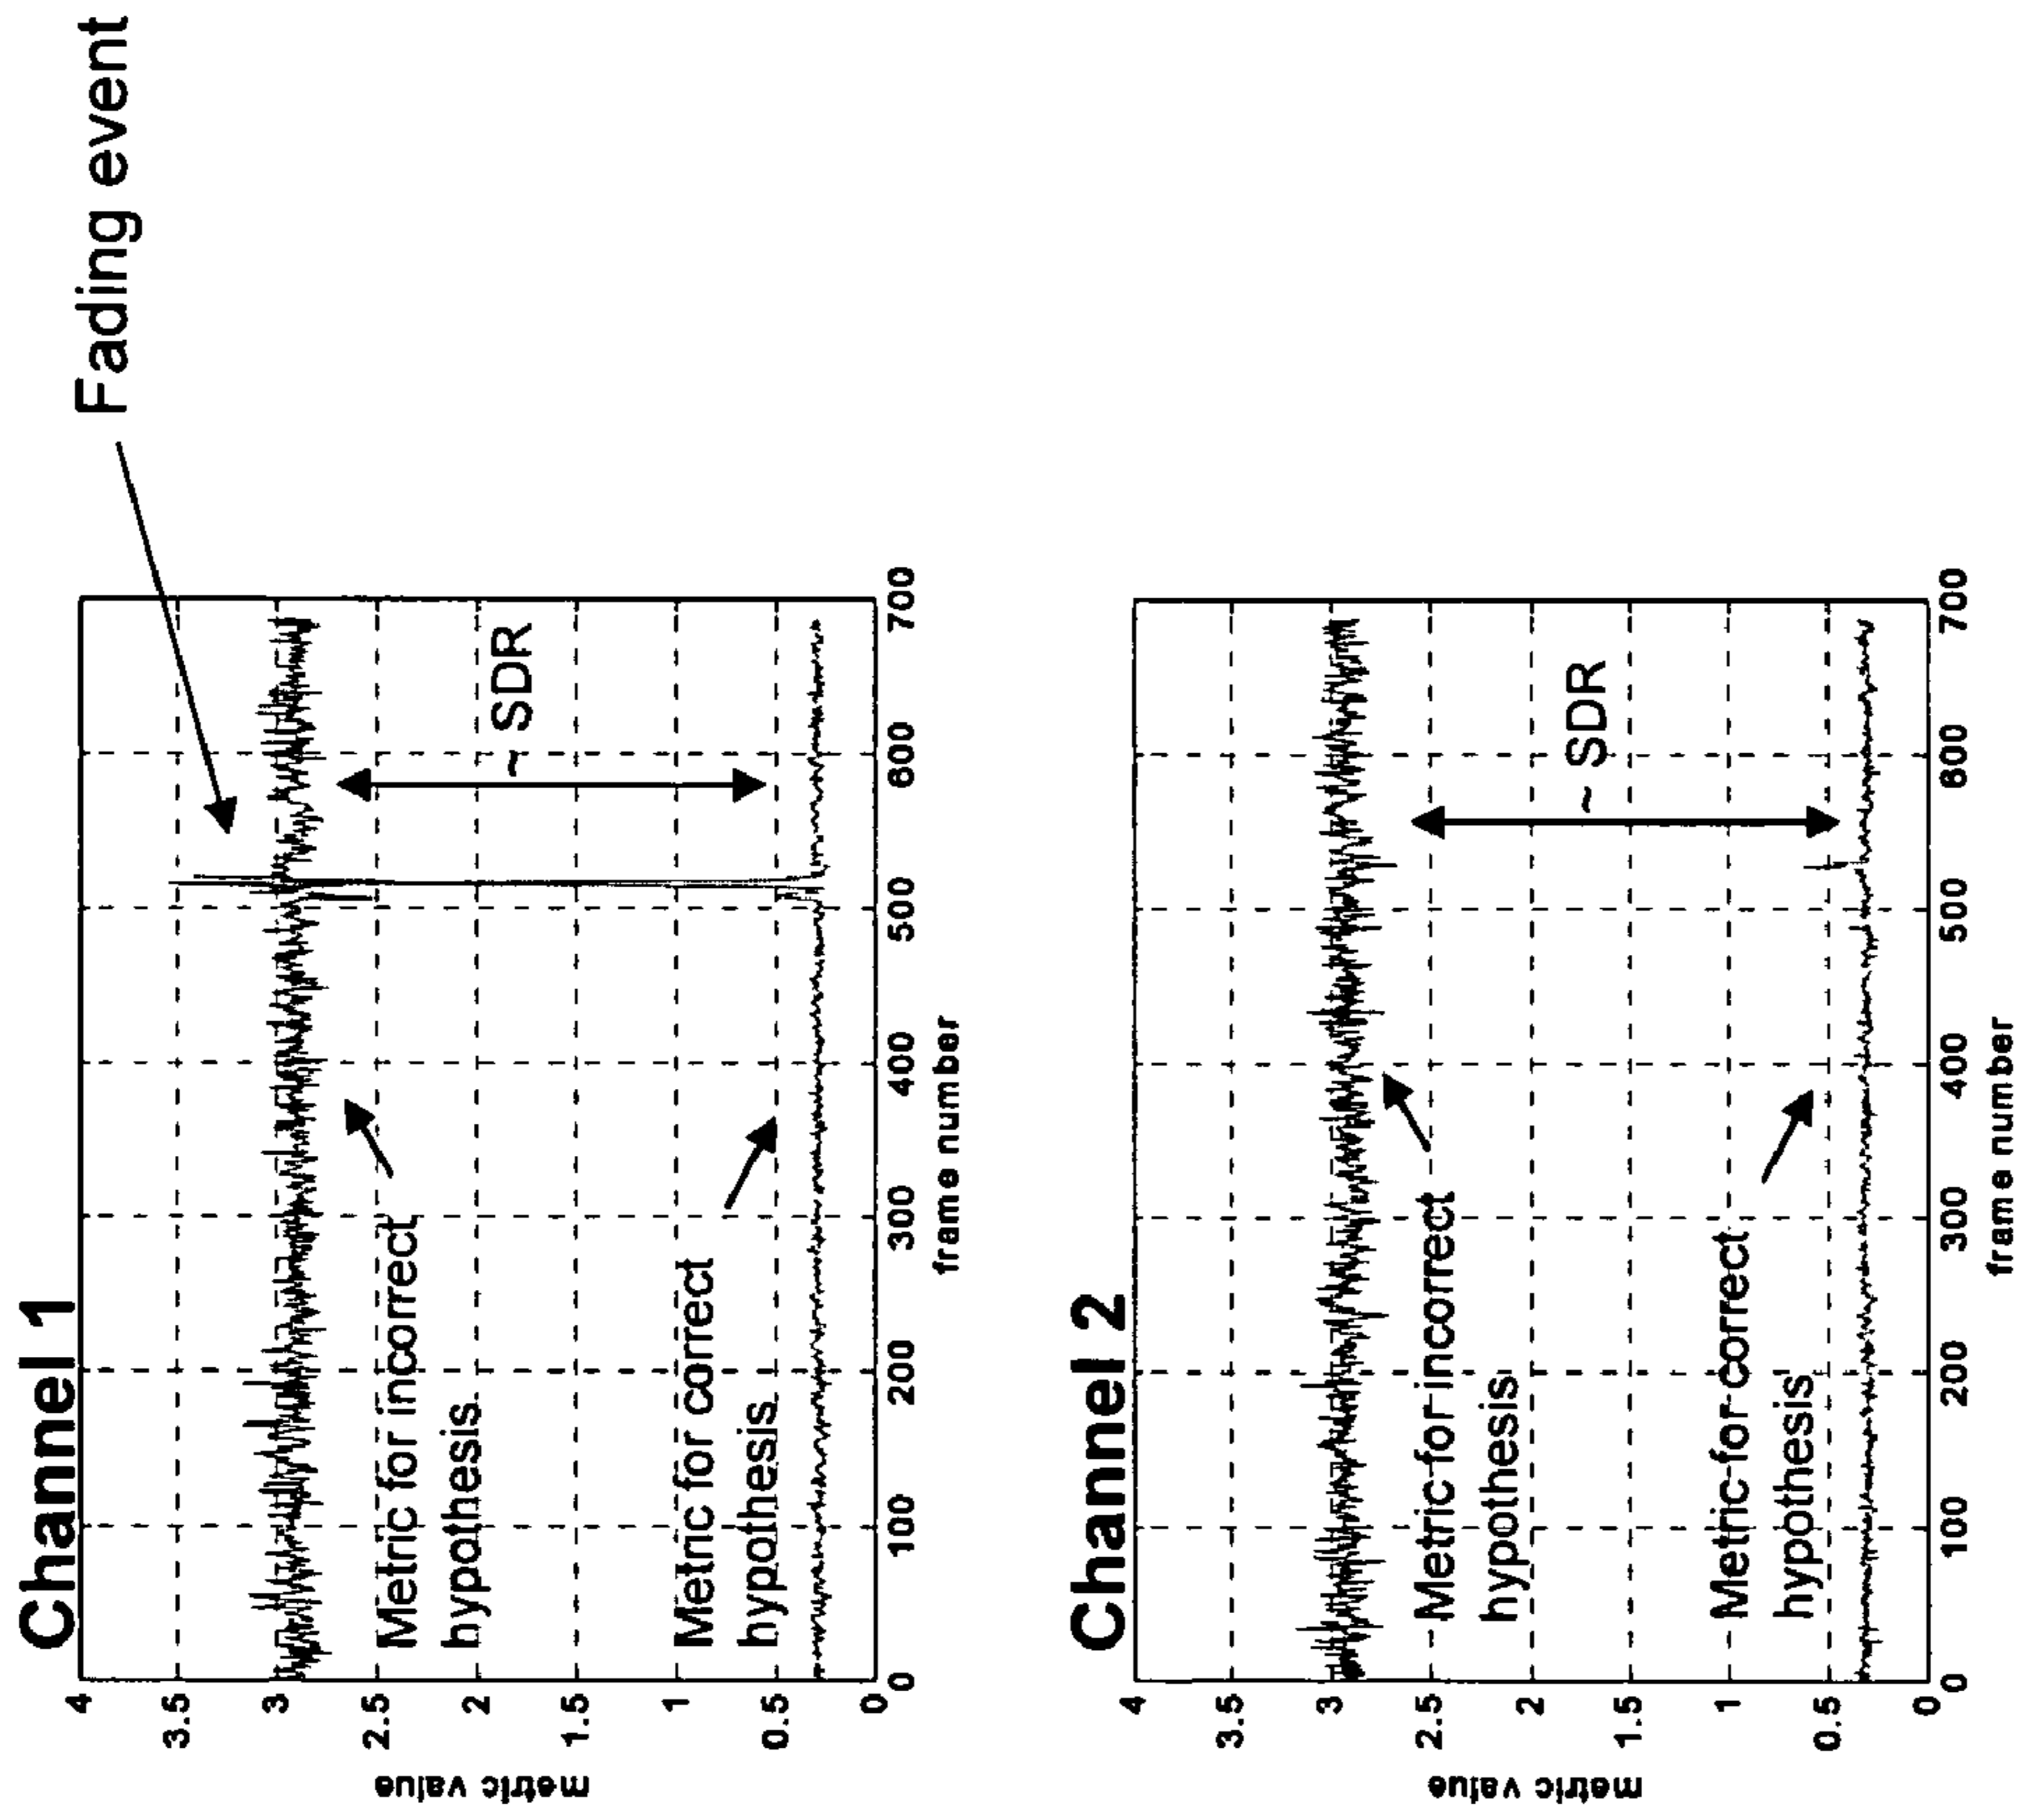 Channel 1
Fading event
4
3.5
3
2.5
2
1.5
1
0.5
0
metric value
Metric for incorrect
hypothesis
Metric for correct
hypothesis
~ SDR
0 100 200 300 400 500 600 700
frame number
Channel 2
4
3.5
3
2.5
2
1.5
1
0.5
0
metric value
Metric for incorrect
hypothesis
Metric for correct
hypothesis
~ SDR
0 100 200 300 400 500 600 700
frame number